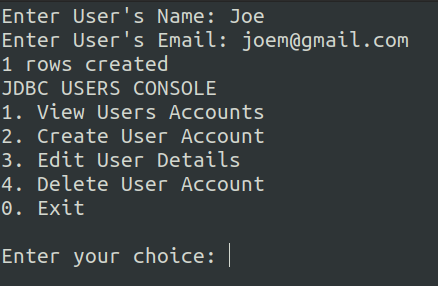 Enter User's Name: Joe
Enter User's Email: joem@gmail.com
1 rows created
JDBC USERS CONSOLE
1. View Users Accounts
2. Create User Account
3. Edit User Details
4. Delete User Account
0. Exit
Enter your choice: